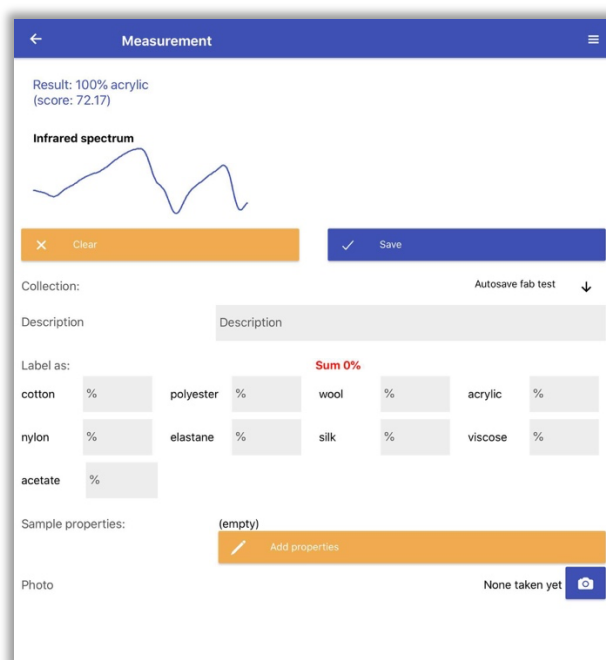 Measurement
Result: 100% acrylic
(score: 72.17)
Infrared spectrum
Clear
Save
Collection:
Autosave fab test
Description
Description
Label as:
Sum 0%
cotton % polyester % wool % acrylic %
nylon % elastane % silk % viscose %
acetate %
Sample properties:
(empty)
Add properties
Photo
None taken yet